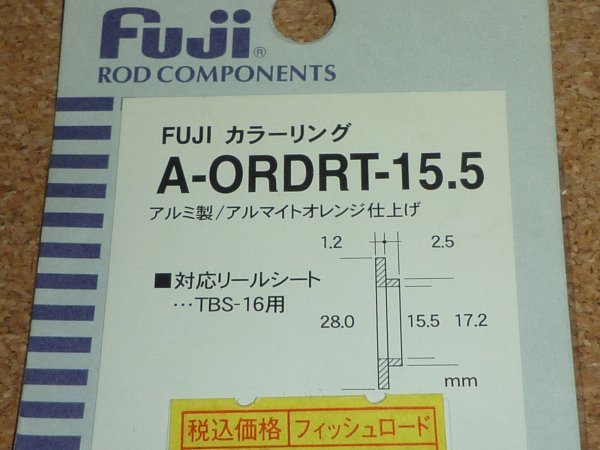 Fuji®
ROD COMPONENTS
FUJI カラーリング
A-ORDRT-15.5
アルミ製/アルマイトオレンジ仕上げ
1.2 2.5
■対応リールシート
…TBS-16用
28.0 15.5 17.2
mm
税込価格 フィッシュロード